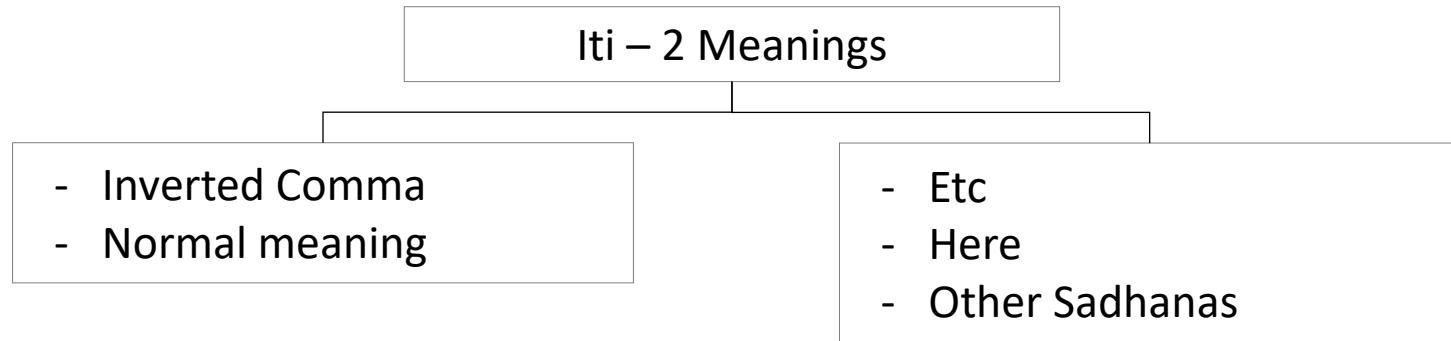 Iti – 2 Meanings
- Inverted Comma
- Normal meaning
- Etc
- Here
- Other Sadhanas